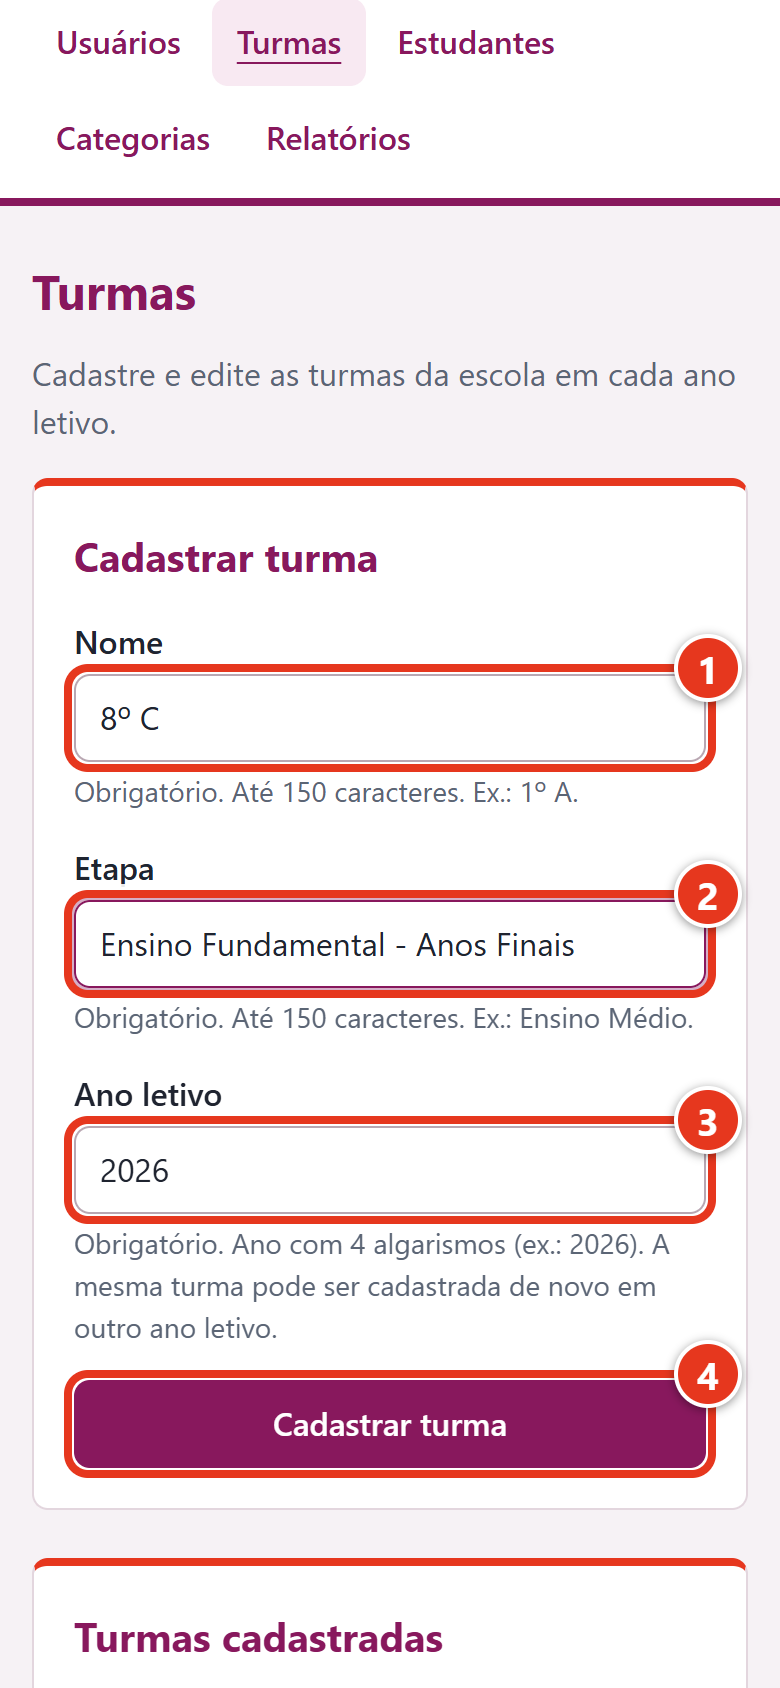 Usuários Turmas Estudantes
Categorias Relatórios
Turmas
Cadastre e edite as turmas da escola em cada ano
letivo.
Cadastrar turma
Nome
1
8º C
Obrigatório. Até 150 caracteres. Ex.: 1º A.
Etapa
2
Ensino Fundamental - Anos Finais
Obrigatório. Até 150 caracteres. Ex.: Ensino Médio.
Ano letivo
3
2026
Obrigatório. Ano com 4 algarismos (ex.: 2026). A
mesma turma pode ser cadastrada de novo em
outro ano letivo.
4
Cadastrar turma
Turmas cadastradas